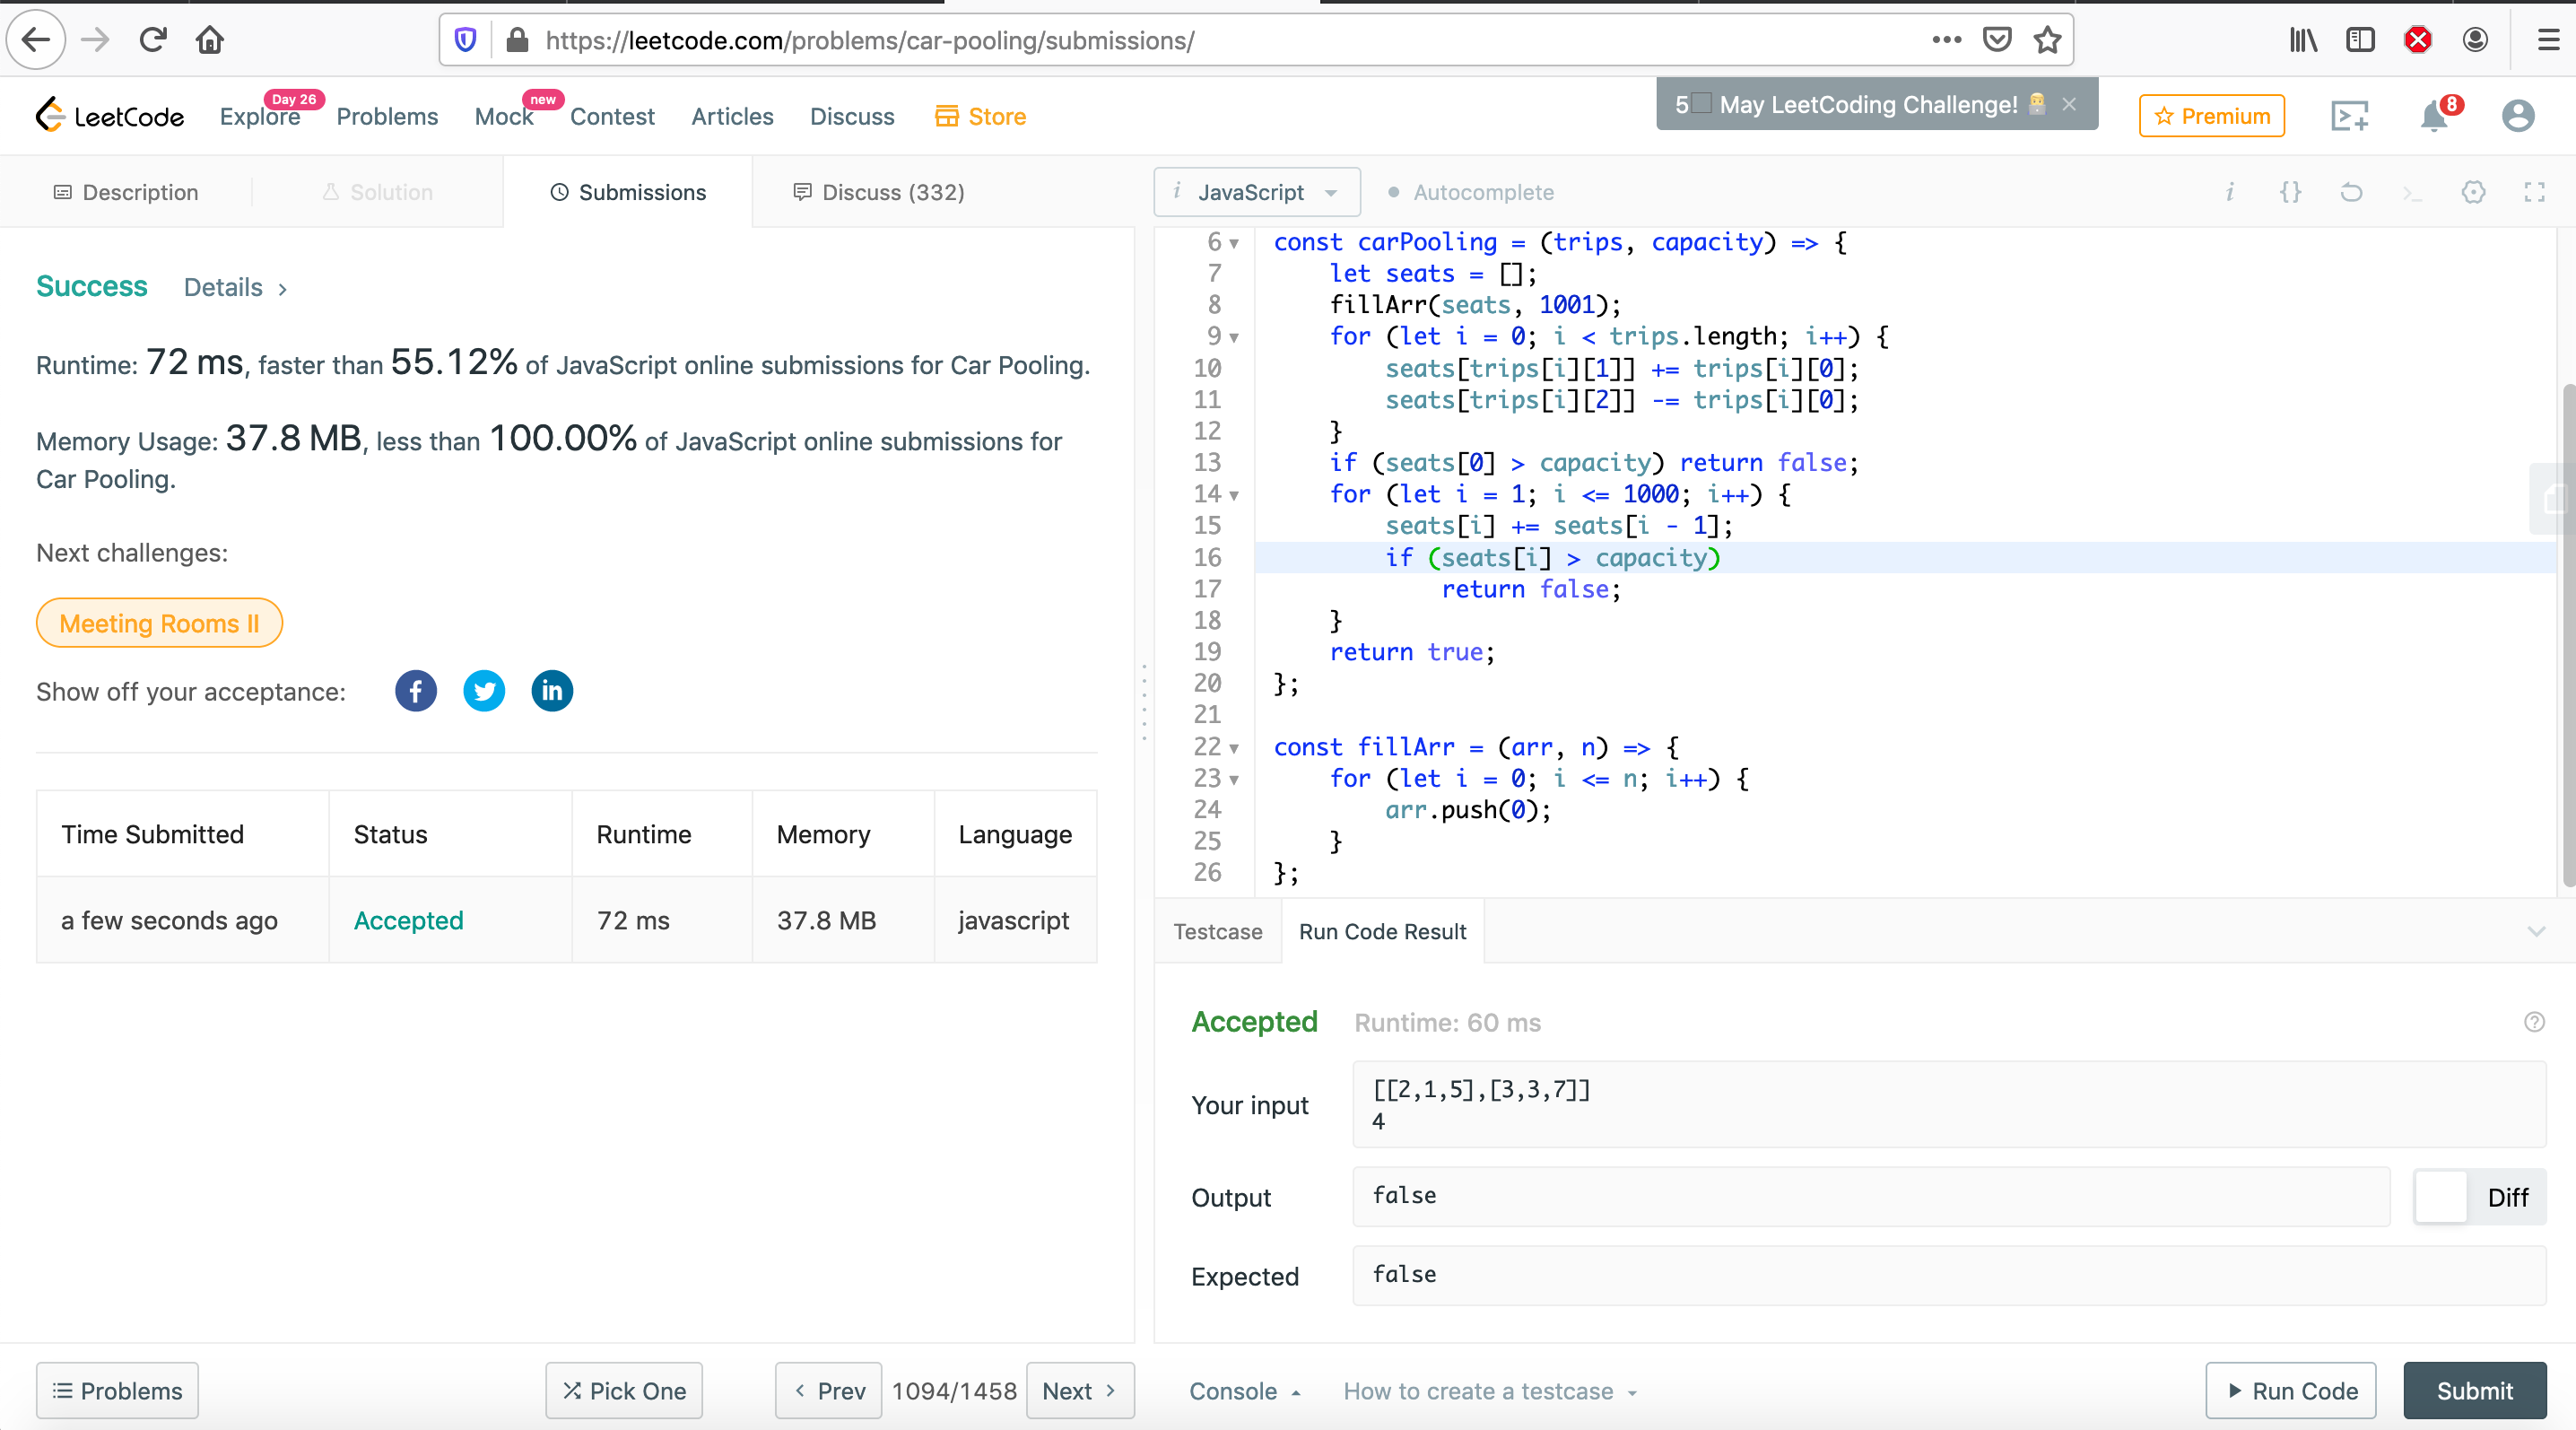 https://leetcode.com/problems/car-pooling/submissions/
LeetCode
Explore
Day 26
Problems
Mock
new
Contest
Articles
Discuss
Store
5 May LeetCoding Challenge!
Premium
8
Description
Solution
Submissions
Discuss (332)
i JavaScript
Autocomplete
Success Details >
Runtime: 72 ms, faster than 55.12% of JavaScript online submissions for Car Pooling.
Memory Usage: 37.8 MB, less than 100.00% of JavaScript online submissions for
Car Pooling.
Next challenges:
Meeting Rooms II
Show off your acceptance:
Time Submitted Status Runtime Memory Language
a few seconds ago Accepted 72 ms 37.8 MB javascript
6 const carPooling = (trips, capacity) => {
7 let seats = [];
8 fillArr(seats, 1001);
9 for (let i = 0; i < trips.length; i++) {
10 seats[trips[i][1]] += trips[i][0];
11 seats[trips[i][2]] -= trips[i][0];
12 }
13 if (seats[0] > capacity) return false;
14 for (let i = 1; i <= 1000; i++) {
15 seats[i] += seats[i - 1];
16 if (seats[i] > capacity)
17 return false;
18 }
19 return true;
20 };
21
22 const fillArr = (arr, n) => {
23 for (let i = 0; i <= n; i++) {
24 arr.push(0);
25 }
26 };
Testcase Run Code Result
Accepted Runtime: 60 ms
Your input
[[2,1,5],[3,3,7]]
4
Output
false
Diff
Expected
false
Problems
Pick One
< Prev
1094/1458
Next >
Console
How to create a testcase
Run Code
Submit